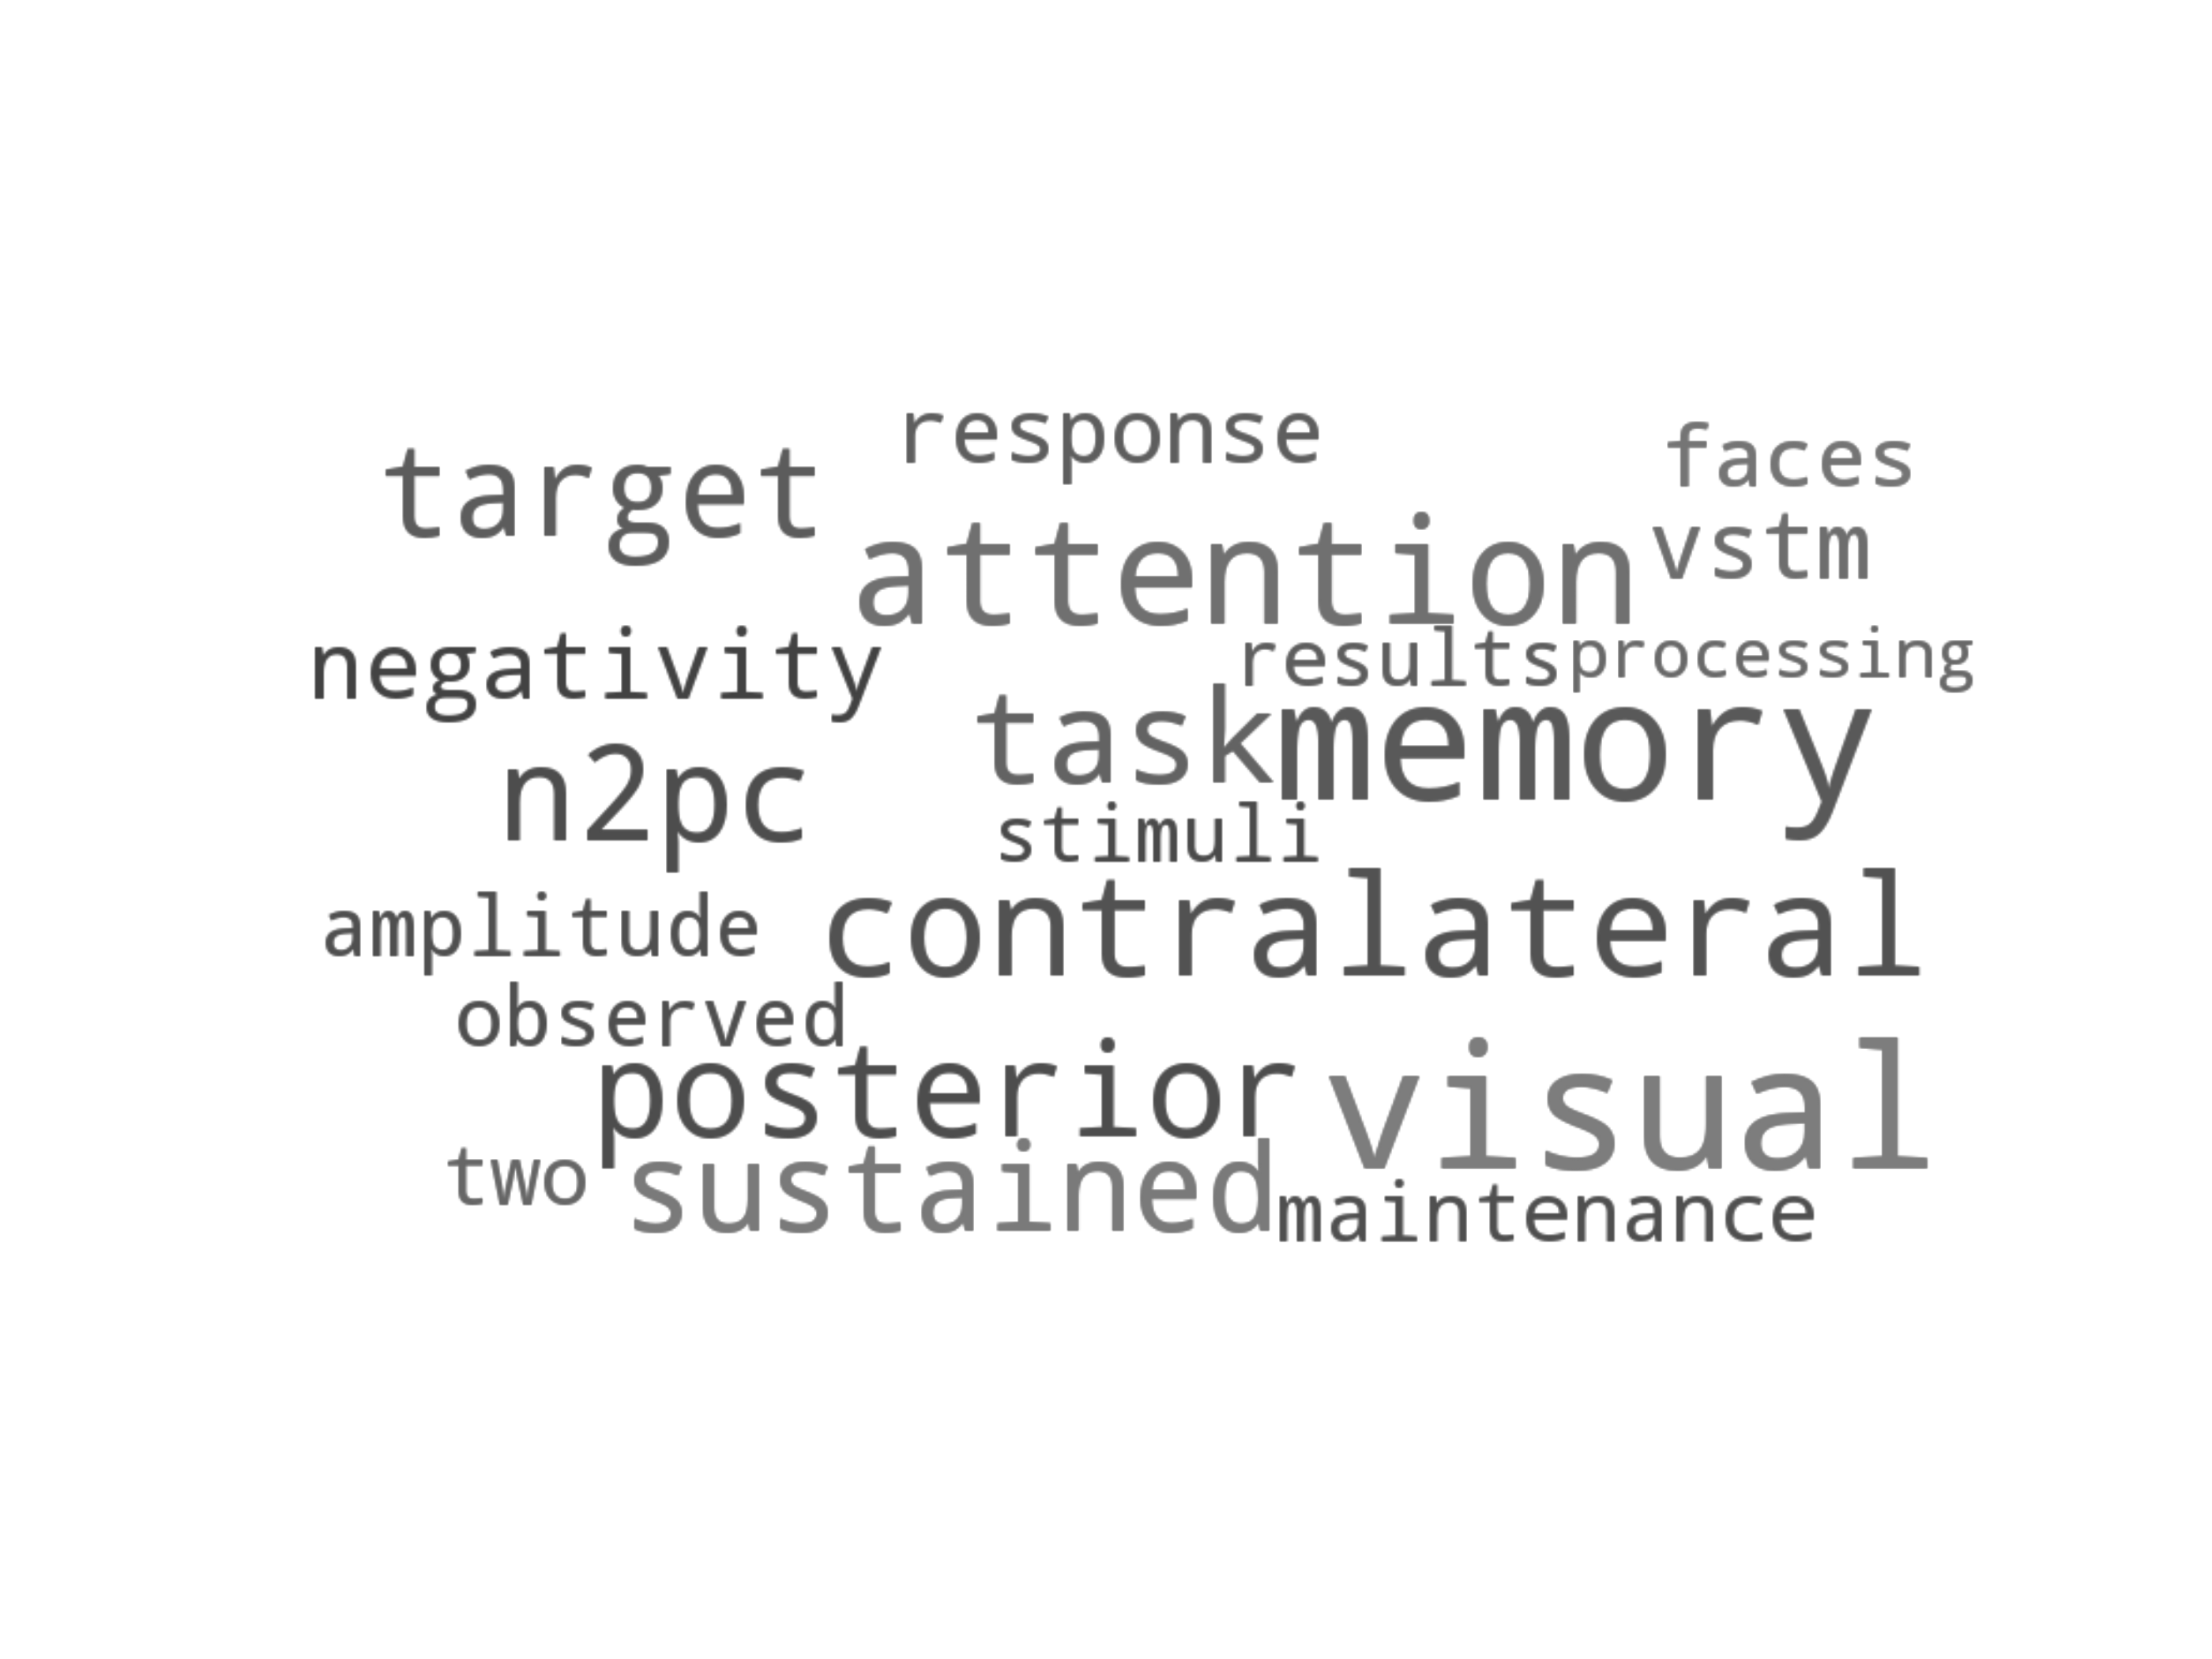 response
target
faces
attention
vstm
negativity
results
processing
task
memory
n2pc
stimuli
contralateral
amplitude
observed
posterior
visual
two
sustained
maintenance